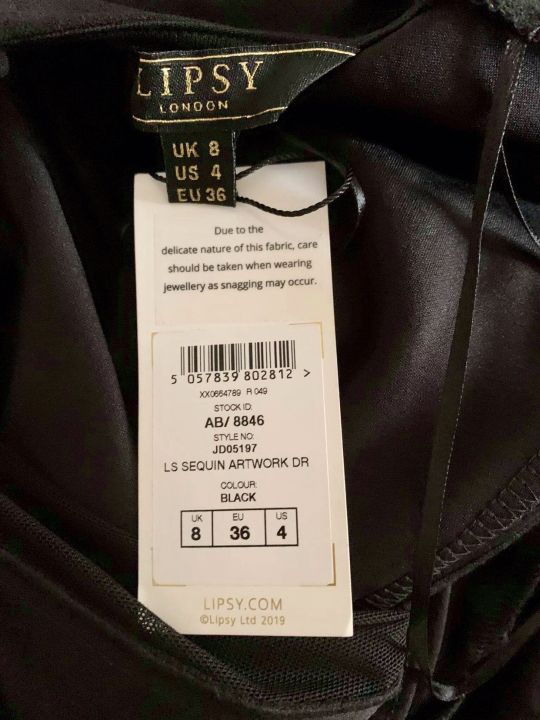 LIPSY
LONDON
UK 8
US 4
EU 36
Due to the
delicate nature of this fabric, care
should be taken when wearing
jewellery as snagging may occur.
5 057839 802812 >
XX0664789 R 049
STOCK ID:
AB/ 8846
STYLE NO:
JD05197
LS SEQUIN ARTWORK DR
COLOUR:
BLACK
UK EU US
8 36 4
LIPSY.COM
©Lipsy Ltd 2019